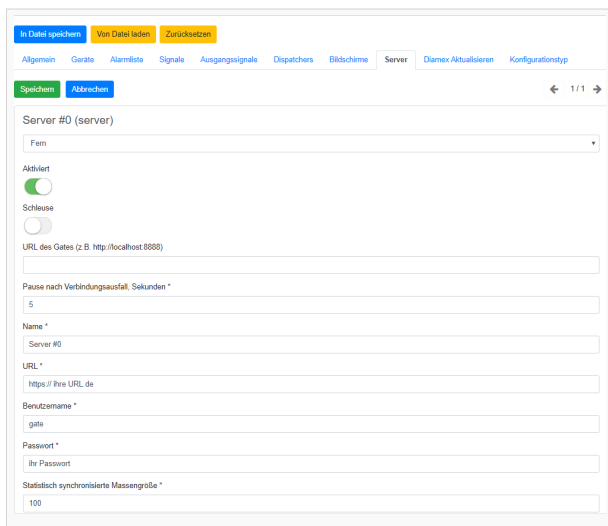 In Datei speichern Von Datei laden Zurücksetzen
Allgemein Geräte Alarmliste Signale Ausgangssignale Dispatchers Bildschirme Server Diamex Aktualisieren Konfigurationstyp
Speichern Abbrechen 1 / 1
Server #0 (server)
Fern
Aktiviert
Schleuse
URL des Gates (z.B. http://localhost:8888)
Pause nach Verbindungsausfall, Sekunden *
5
Name *
Server #0
URL *
https:// ihre URL de
Benutzername *
gate
Passwort *
ihr Passwort
Statistisch synchronisierte Massengröße *
100